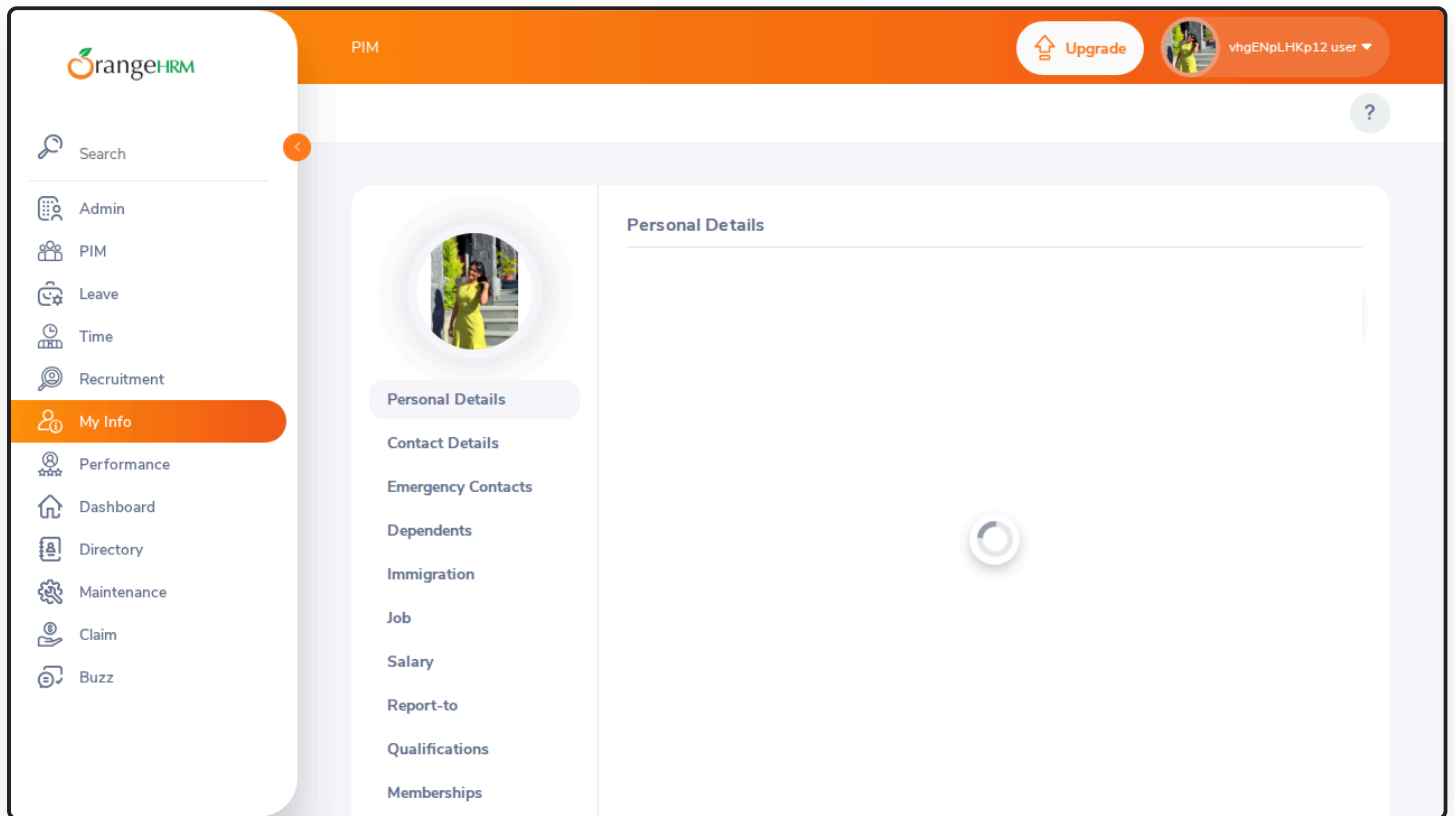 OrangeHRM
PIM
Upgrade
vhgENpLHKp12 user
?
Search
Admin
PIM
Leave
Time
Recruitment
My Info
Performance
Dashboard
Directory
Maintenance
Claim
Buzz
Personal Details
Contact Details
Emergency Contacts
Dependents
Immigration
Job
Salary
Report-to
Qualifications
Memberships
Personal Details